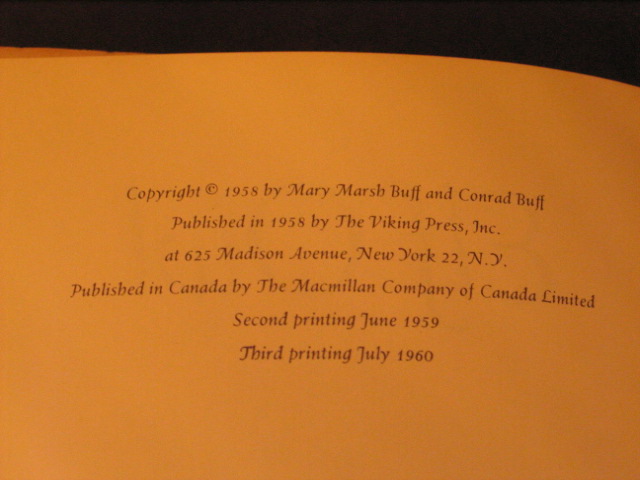 Copyright © 1958 by Mary Marsh Buff and Conrad Buff
Published in 1958 by The Viking Press, Inc.
at 625 Madison Avenue, New York 22, N.Y.
Published in Canada by The Macmillan Company of Canada Limited
Second printing June 1959
Third printing July 1960